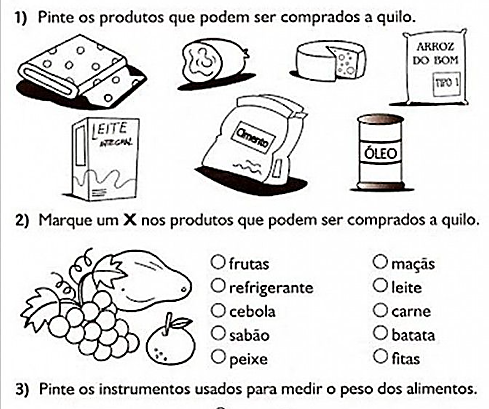 1) Pinte os produtos que podem ser comprados a quilo.
ARROZ
DO BOM
TIPO 1
LEITE
INTEGRAL
Cimento
ÓLEO
2) Marque um X nos produtos que podem ser comprados a quilo.
frutas
refrigerante
cebola
sabão
peixe
maçãs
leite
carne
batata
fitas
3) Pinte os instrumentos usados para medir o peso dos alimentos.